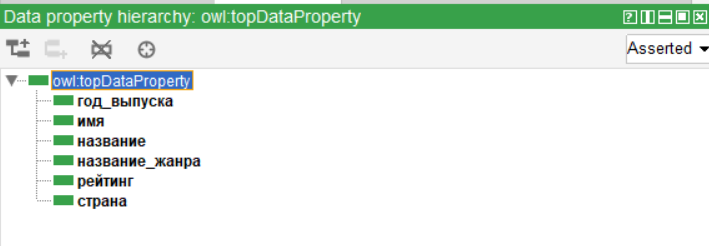 Data property hierarchy: owl:topDataProperty
Asserted
owl:topDataProperty
год_выпуска
имя
название
название_жанра
рейтинг
страна